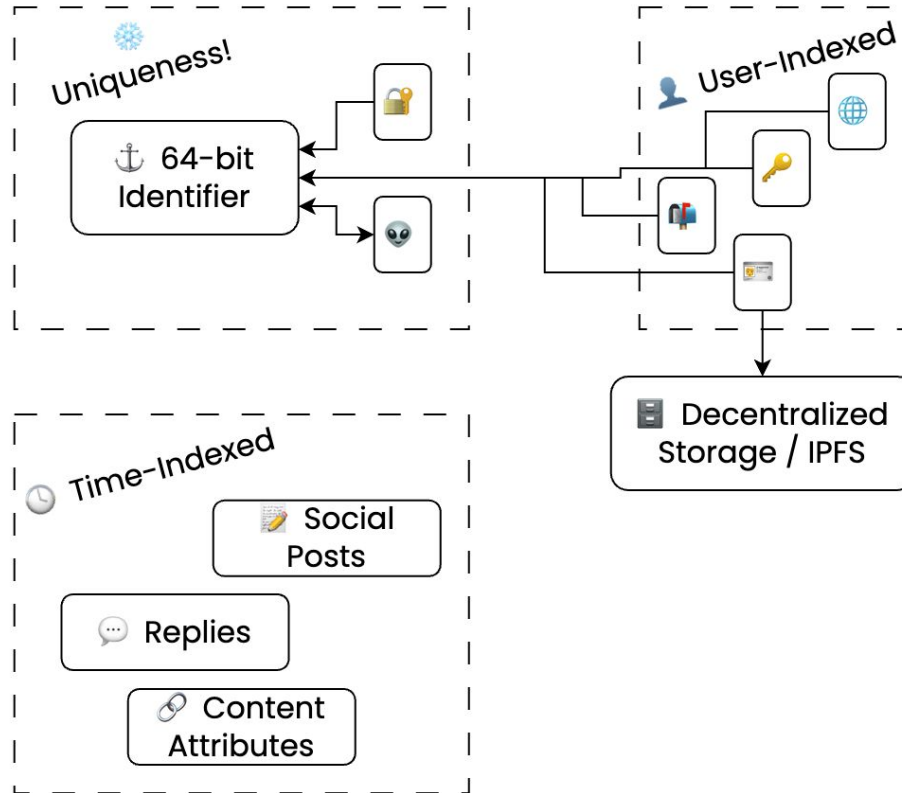 Uniqueness!
64-bit
Identifier
User-Indexed
Decentralized
Storage / IPFS
Time-Indexed
Social
Posts
Replies
Content
Attributes